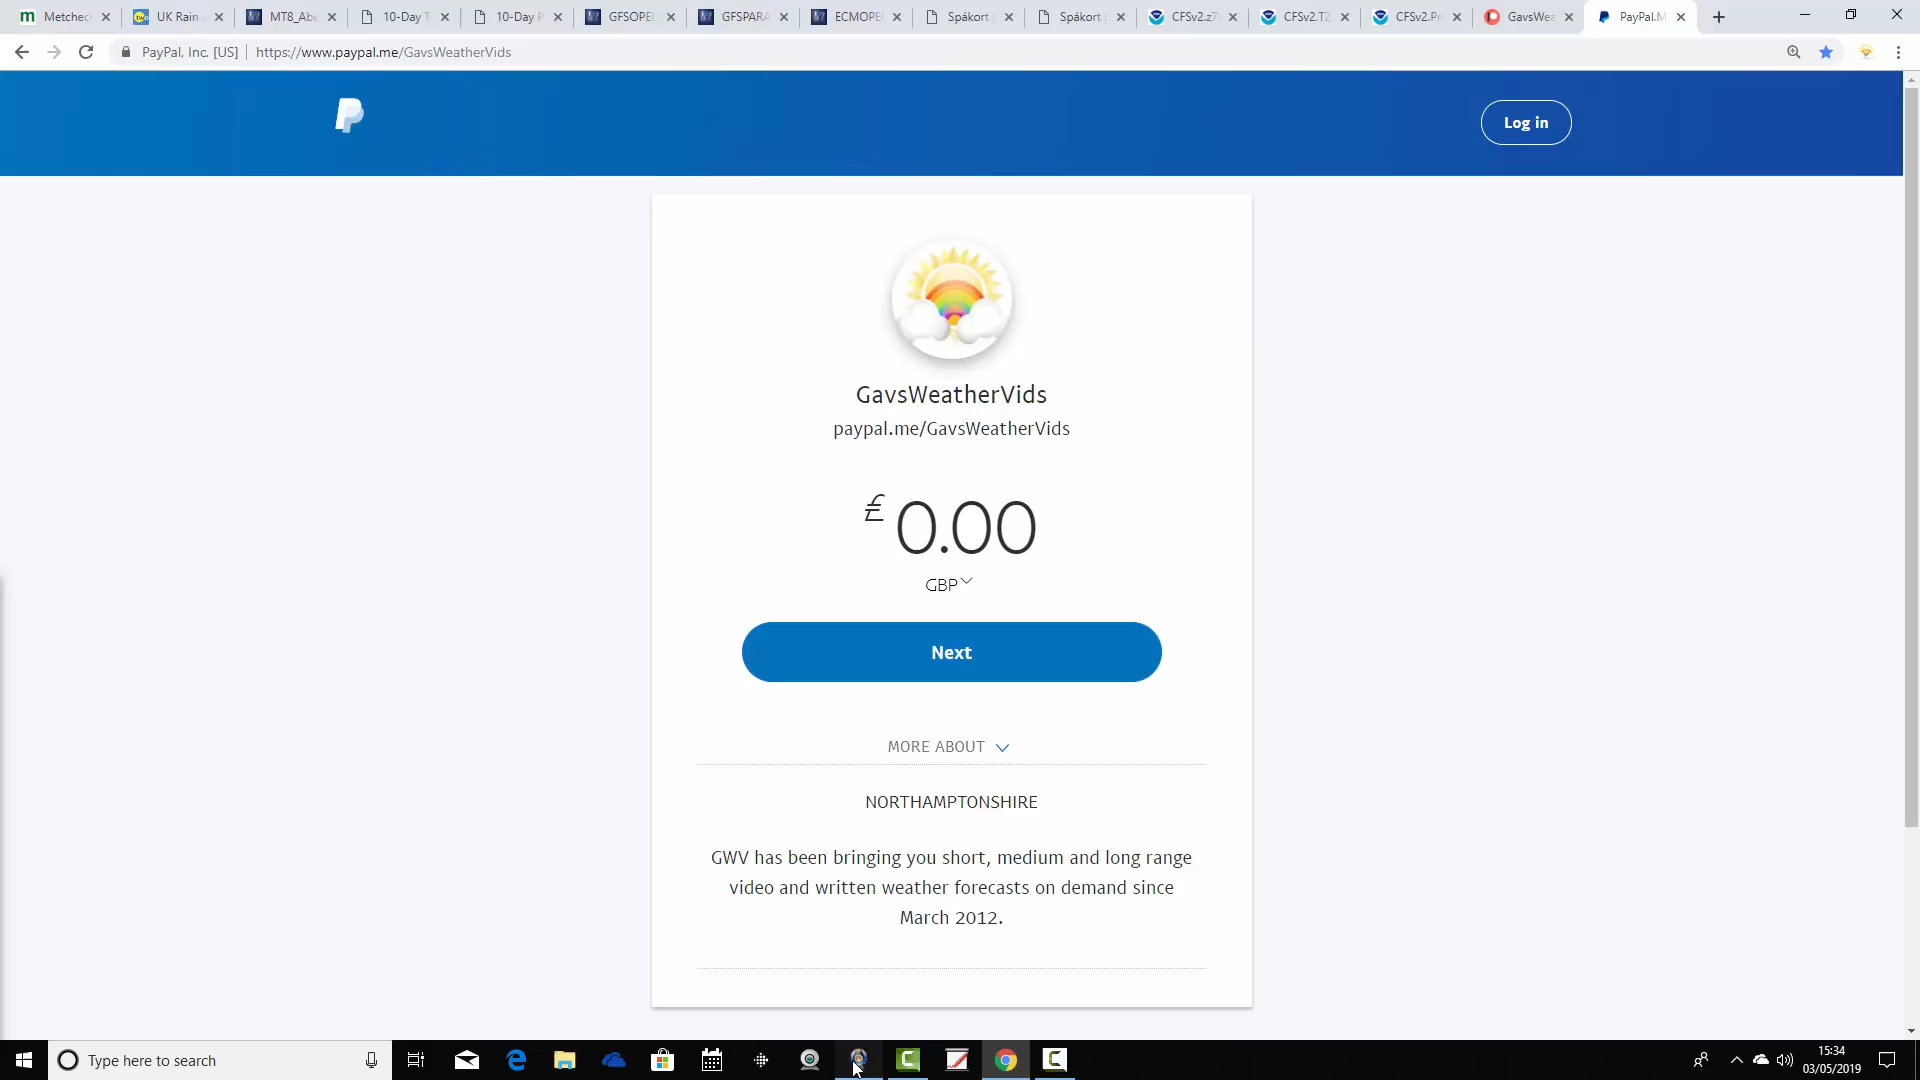 Metchec
UK Rain
MT8_Abe
10-Day T
10-Day P
GFSOPEU
GFSPARA
ECMOPE
Spákort
Spákort
CFSv2.z7
CFSv2.T2
CFSv2.Pr
GavsWea
PayPal.M
PayPal, Inc. [US] | https://www.paypal.me/GavsWeatherVids
Log in
GavsWeatherVids
paypal.me/GavsWeatherVids
£ 0.00
GBP
Next
MORE ABOUT
NORTHAMPTONSHIRE
GWV has been bringing you short, medium and long range
video and written weather forecasts on demand since
March 2012.
Type here to search
15:34
03/05/2019